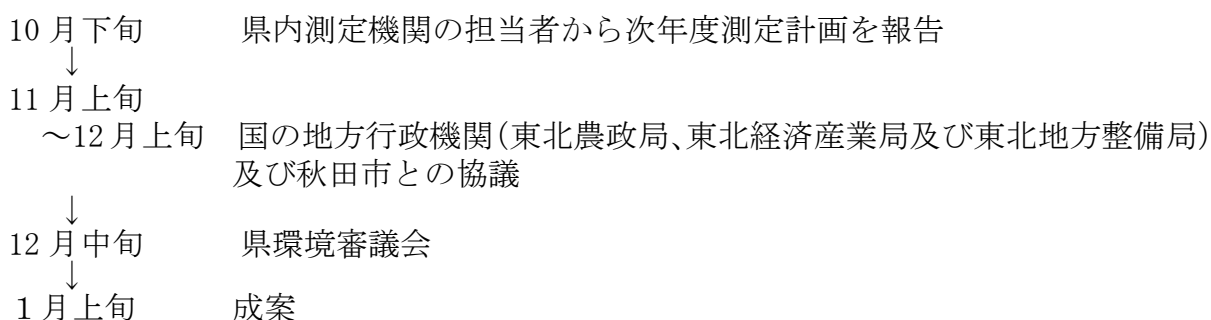 10月下旬　県内測定機関の担当者から次年度測定計画を報告
↓
11月上旬
～12月上旬　国の地方行政機関（東北農政局、東北経済産業局及び東北地方整備局）
及び秋田市との協議
↓
12月中旬　県環境審議会
↓
１月上旬　成案